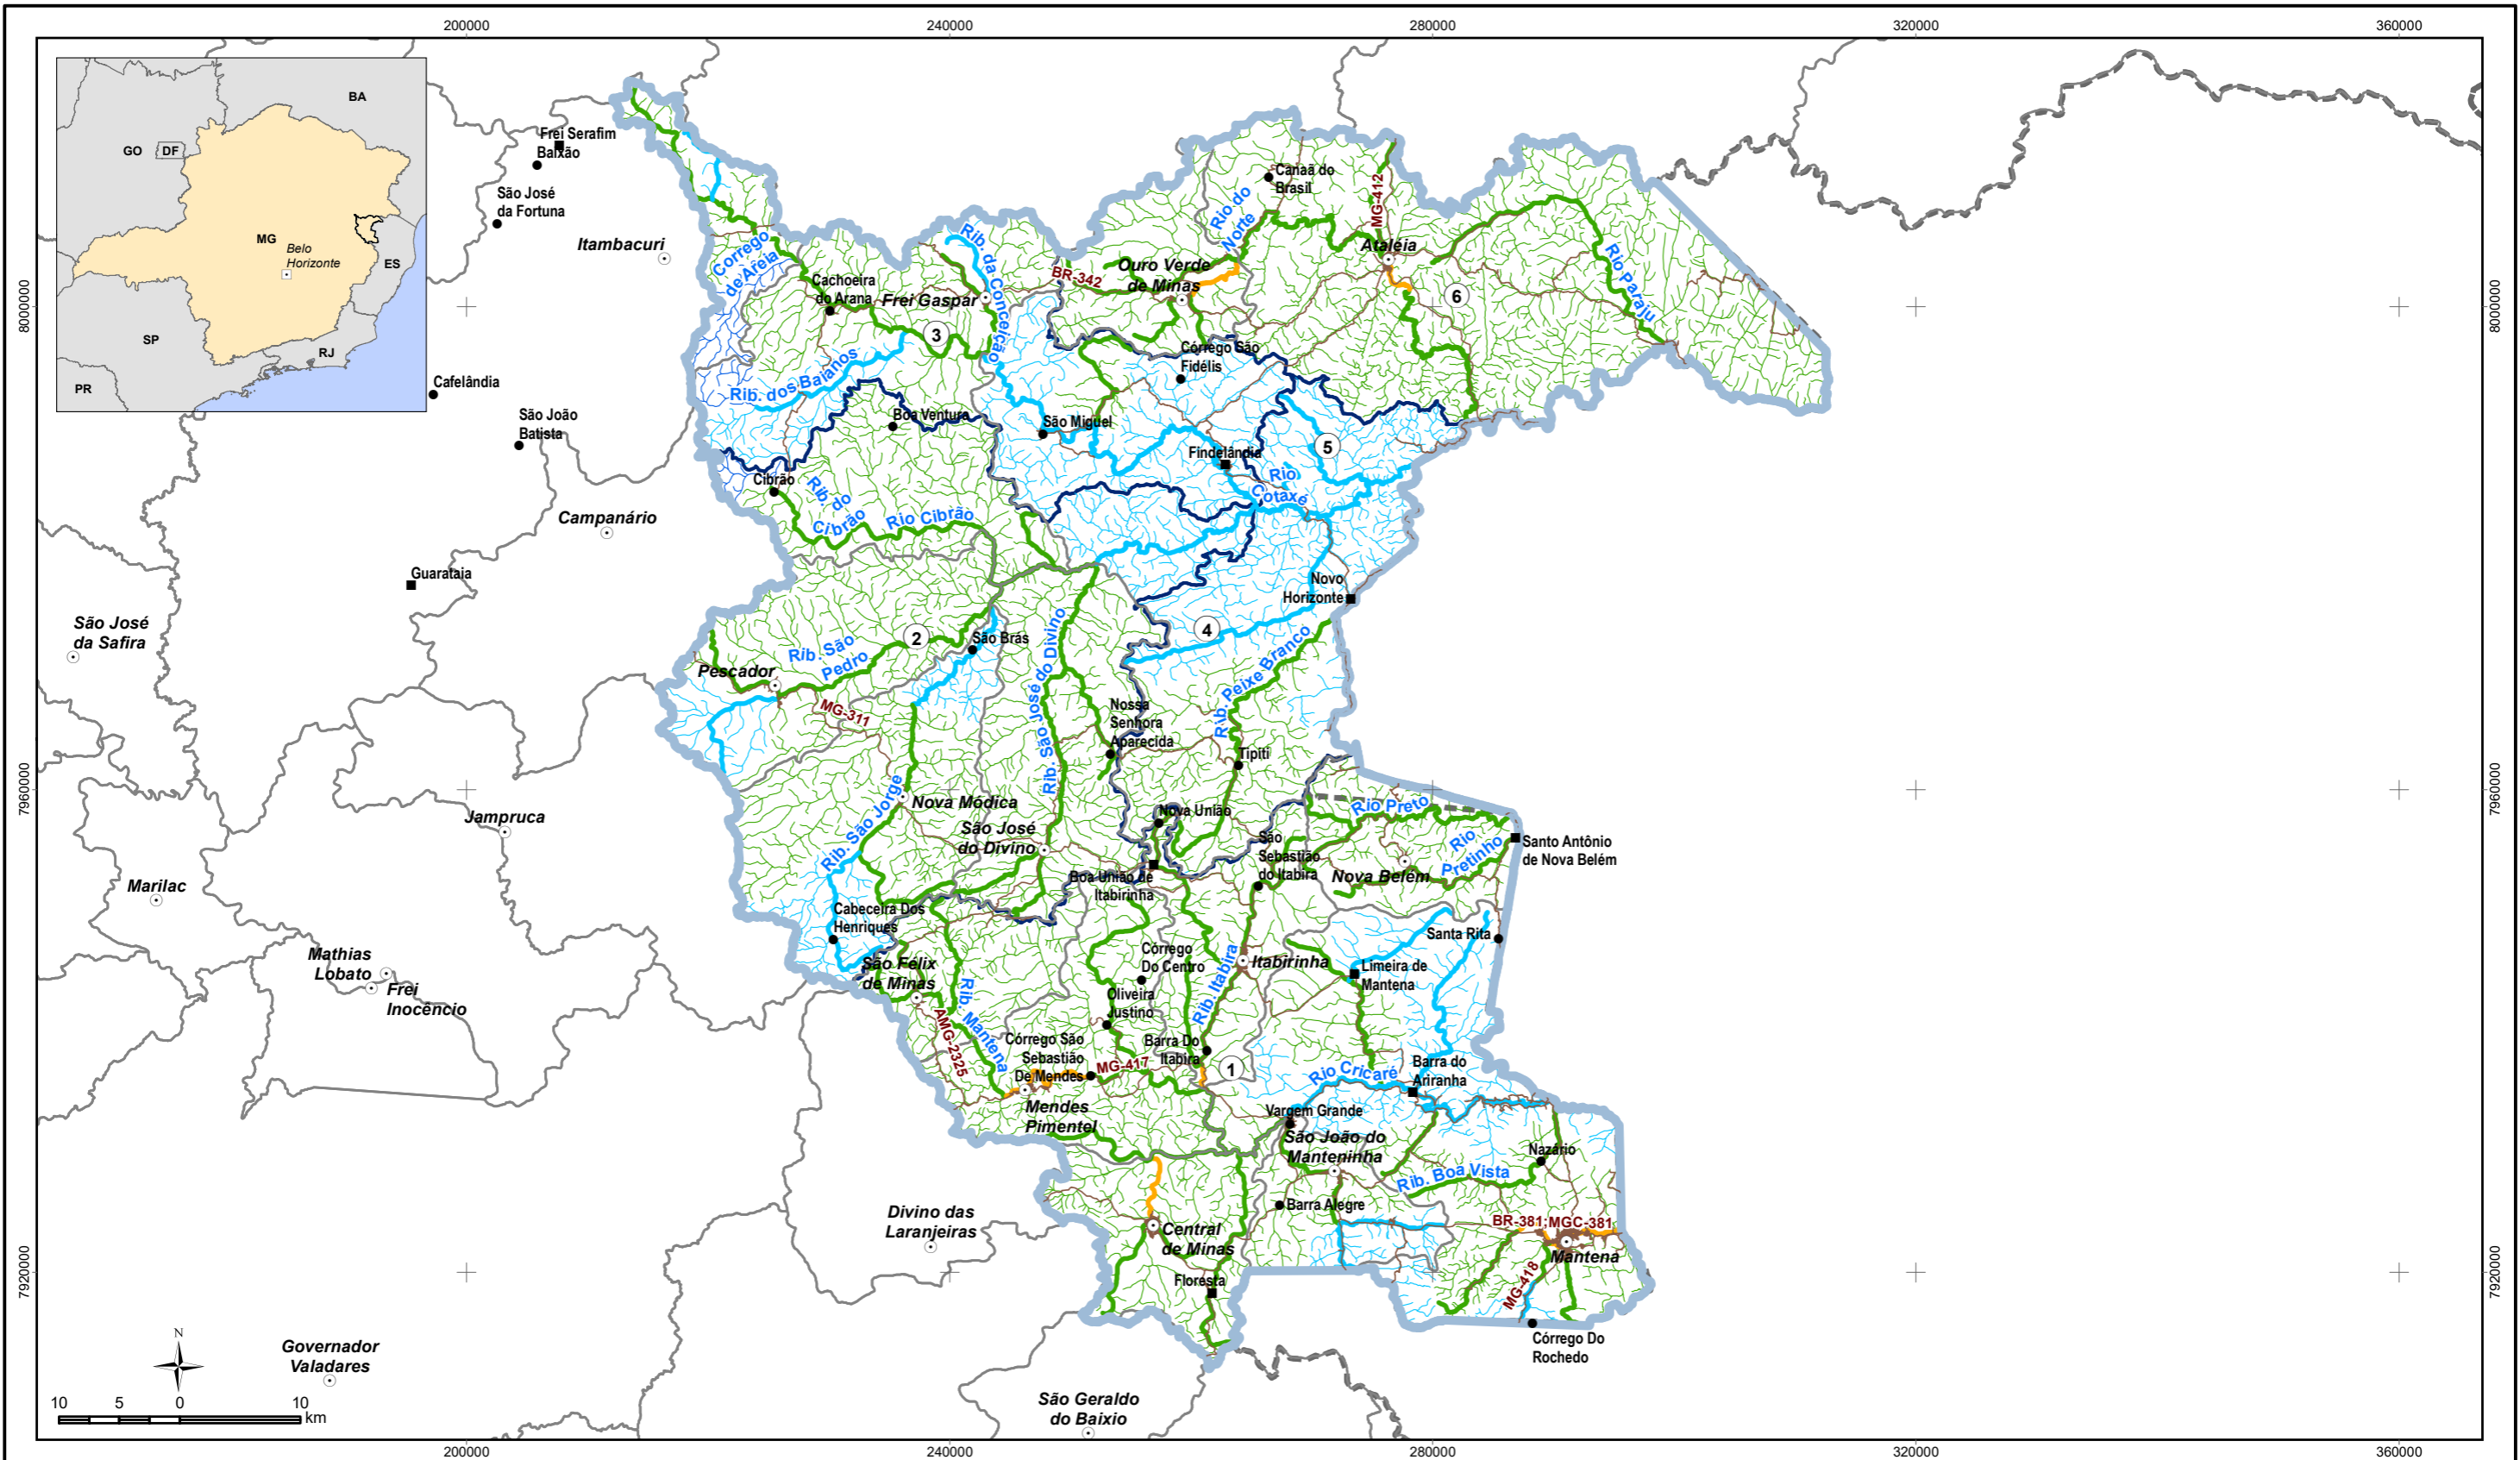 200000
240000
280000
320000
360000
BA
GO
DF
MG
Belo
Horizonte
ES
SP
RJ
PR
Frei Serafim
Baixão
São José
da Fortuna
Itambacuri
Canaã do
Brasil
MG-412
Rio do
Norte
Ataléia
Corrego
de Areia
Rib. da Conceição
BR-342
Ouro Verde
de Minas
Rio Paraju
Cachoeira
do Arana
Frei Gaspar
6
8000000
8000000
3
Córrego São
Fidélis
Rib. dos Baianos
Cafelândia
São João
Batista
Boa Ventura
São Miguel
5
Findelândia
Cibrão
Rib. do
Cibrão
Rio Cibrão
Rio
Cotaxé
Campanário
Guarataia
Novo
Horizonte
São José
da Safira
2
São Brás
4
Rib. São
Pedro
Rib. São José do Divino
Rib. Peixe Branco
Pescador
MG-311
Nossa
Senhora
Aparecida
Tipiti
7960000
7960000
Nova Módica
Rib. São Jorge
Nova União
Rio Preto
Jampruca
São José
do Divino
São
Sebastião
do Itabira
Rio
Pretinho
Santo Antônio
de Nova Belém
Nova Belém
Boa União de
Itabirinha
Marilac
Cabeceira Dos
Henriques
Santa Rita
Mathias
Lobato
Frei
Inocêncio
São Félix
de Minas
Córrego
Do Centro
Rib. Itabira
Itabirinha
Limeira de
Mantena
Oliveira
Justino
Rib. Mantena
AMG-2325
Córrego São
Sebastião
De Mendes
MG-417
Barra Do
Itabira
1
Rio Cricaré
Barra do
Ariranha
Mendes
Pimentel
Vargem Grande
São João do
Manteninha
Nazário
Rib. Boa Vista
Barra Alegre
Divino das
Laranjeiras
Central
de Minas
BR-381;MGC-381
Mantena
7920000
7920000
Floresta
MG-418
Córrego Do
Rochedo
N
Governador
Valadares
10
5
0
10
km
São Geraldo
do Baixio
200000
240000
280000
320000
360000